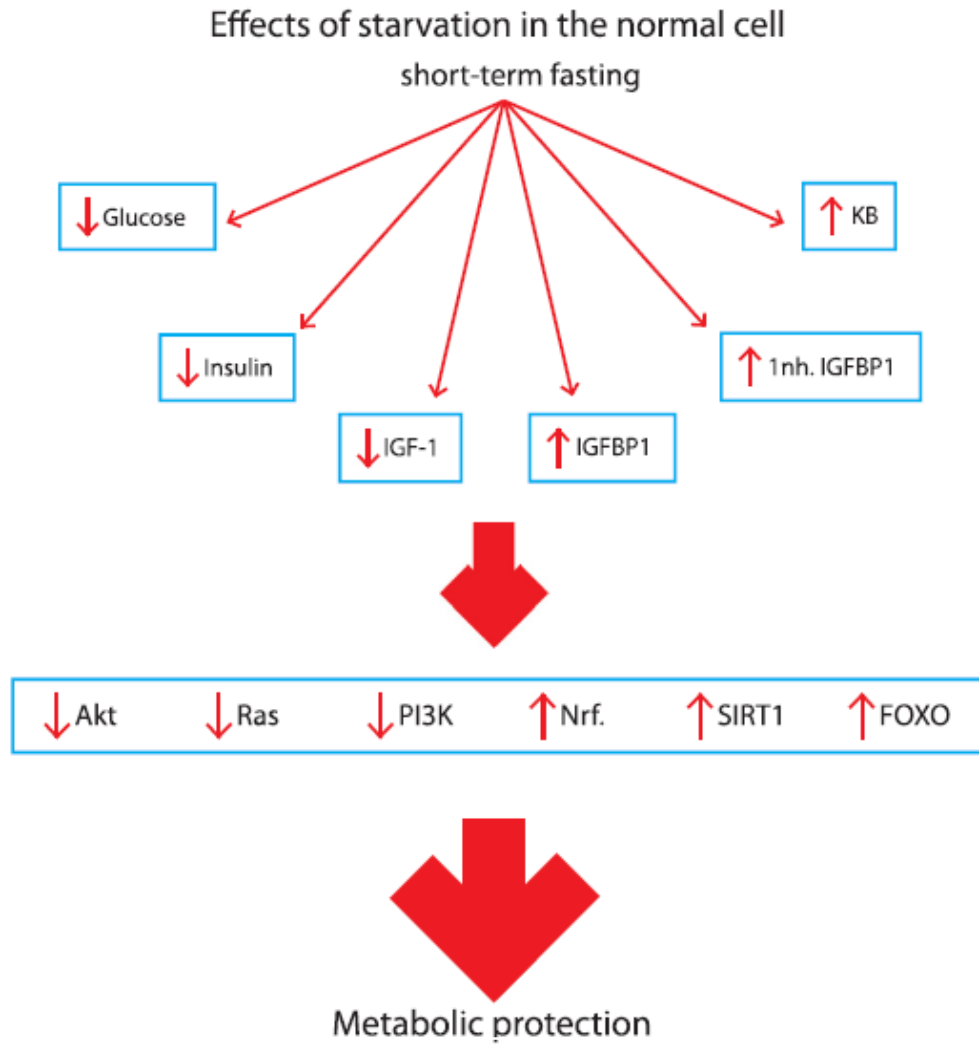 Effects of starvation in the normal cell
short-term fasting
↓ Glucose
↑ KB
↓ Insulin
↑ 1nh. IGFBP1
↓ IGF-1
↑ IGFBP1
↓ Akt ↓ Ras ↓ PI3K ↑ Nrf. ↑ SIRT1 ↑ FOXO
Metabolic protection